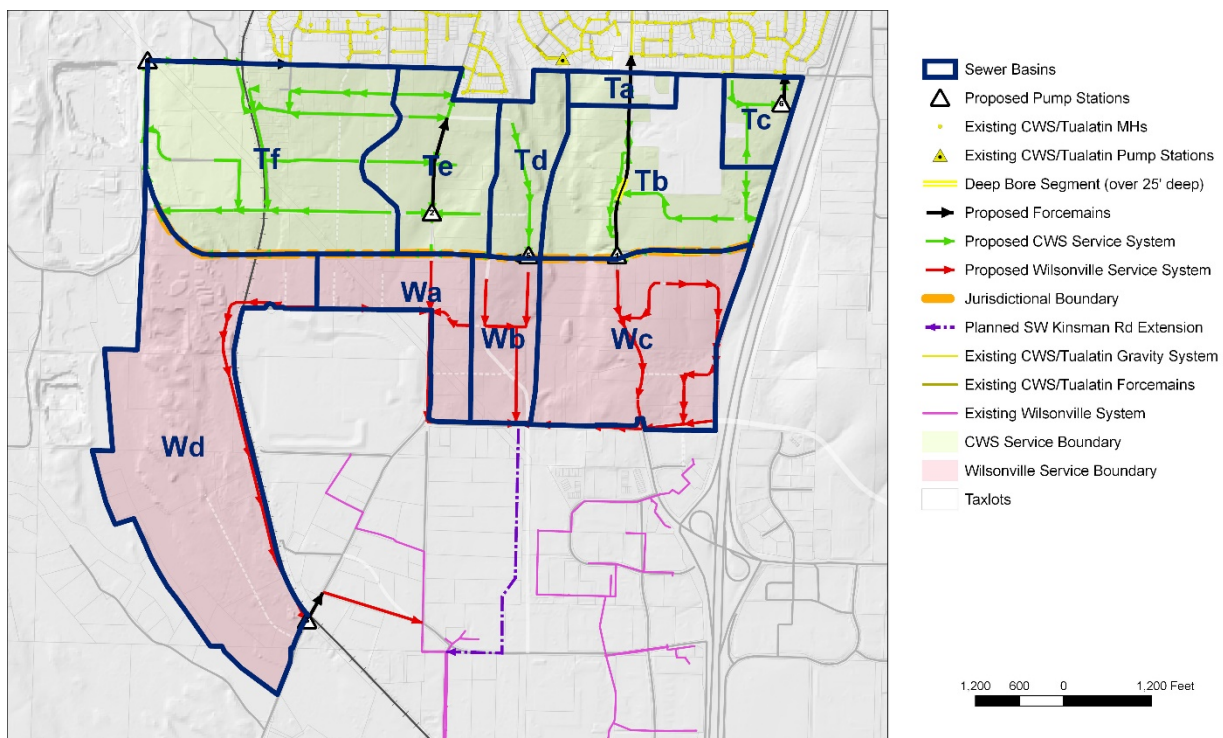 Ta
Tc
6
Tf
Te
Td
Tb
2
Wa
Wb
Wc
Wd
Sewer Basins
Proposed Pump Stations
Existing CWS/Tualatin MHs
Existing CWS/Tualatin Pump Stations
Deep Bore Segment (over 25' deep)
Proposed Forcemains
Proposed CWS Service System
Proposed Wilsonville Service System
Jurisdictional Boundary
Planned SW Kinsman Rd Extension
Existing CWS/Tualatin Gravity System
Existing CWS/Tualatin Forcemains
Existing Wilsonville System
CWS Service Boundary
Wilsonville Service Boundary
Taxlots
1,200 600 0 1,200 Feet